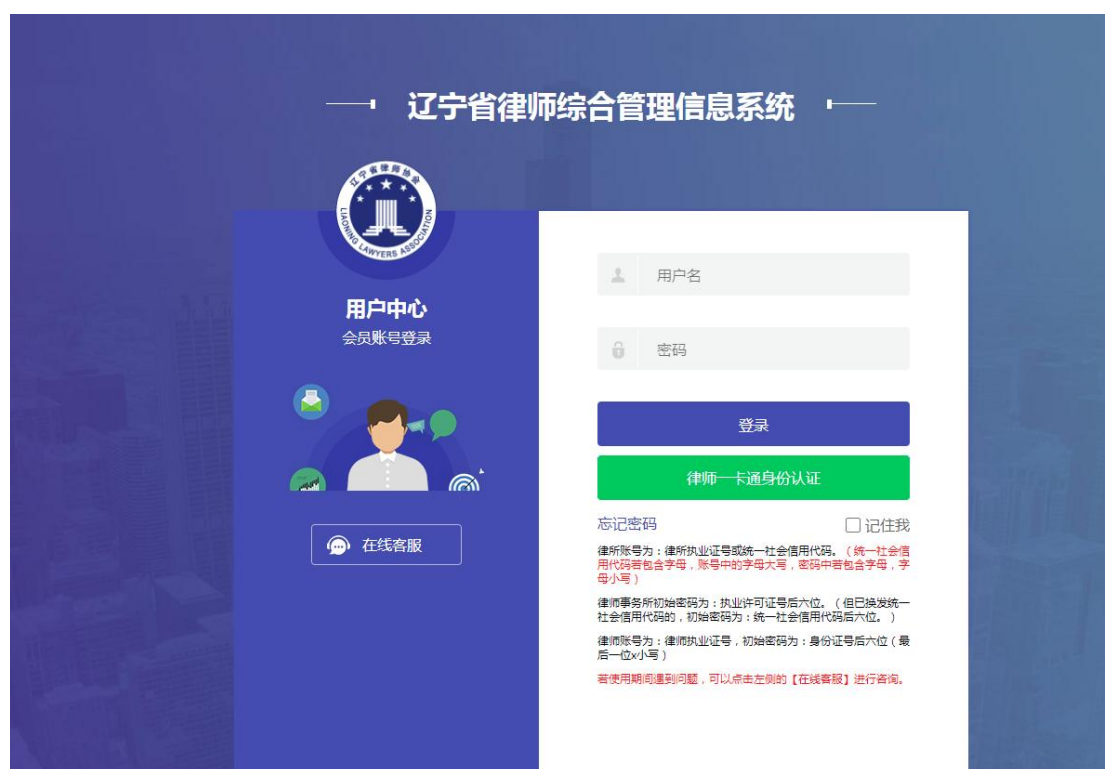 辽宁省律师综合管理信息系统
辽宁省律师协会
LIAONING LAWYERS ASSOCIATION
用户中心
会员账号登录
在线客服
用户名
密码
登录
律师一卡通身份认证
忘记密码 记住我
律所账号为：律所执业证号或统一社会信用代码。（统一社会信
用代码若包含字母，账号中的字母大写，密码中若包含字母，字
母小写）
律师事务所初始密码为：执业许可证号后六位。（但已换发统一
社会信用代码的，初始密码为：统一社会信用代码后六位。）
律师账号为：律师执业证号，初始密码为：身份证号后六位（最
后一位x小写）
若使用期间遇到问题，可以点击左侧的【在线客服】进行咨询。